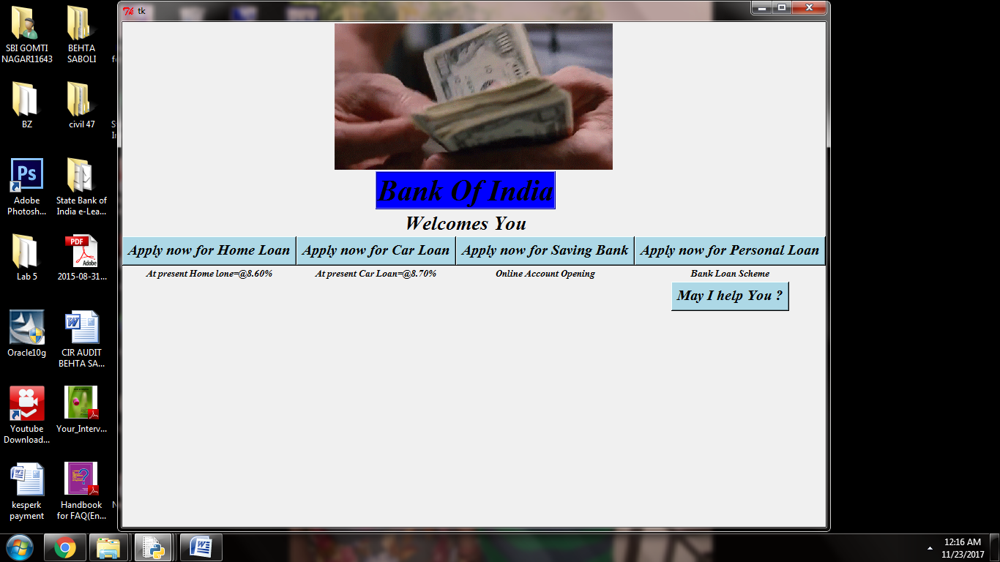 tk
SBI GOMTI
NAGAR11643
BEHTA
SABOLI
BZ
civil 47
Ps
Adobe
Photosh...
State Bank of
India e-Lea...
Lab 5
PDF
Adobe
2015-08-31...
Oracle10g
CIR AUDIT
BEHTA SA...
Youtube
Download...
Your_Interv...
kesperk
payment
Handbook
for FAQ(En...
100
Bank Of India
Welcomes You
Apply now for Home Loan
Apply now for Car Loan
Apply now for Saving Bank
Apply now for Personal Loan
At present Home lone=@8.60%
At present Car Loan=@8.70%
Online Account Opening
Bank Loan Scheme
May I help You ?
12:16 AM
11/23/2017